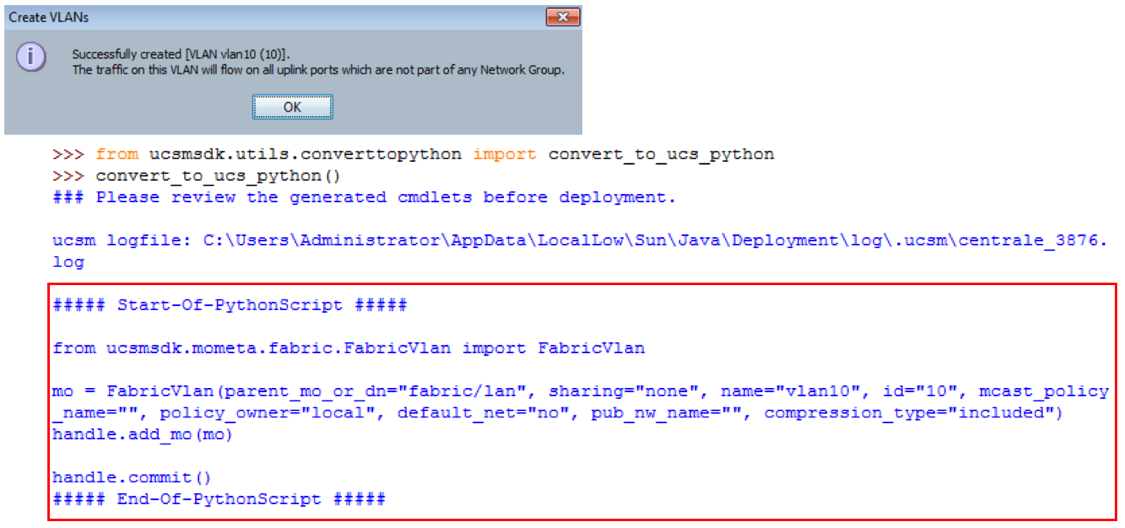 Create VLANs
Successfully created [VLAN vlan10 (10)].
The traffic on this VLAN will flow on all uplink ports which are not part of any Network Group.
OK
>>> from ucsmsdk.utils.converttopython import convert_to_ucs_python
>>> convert_to_ucs_python()
### Please review the generated cmdlets before deployment.
ucsm logfile: C:\Users\Administrator\AppData\LocalLow\Sun\Java\Deployment\log\.ucsm\centrale_3876.
log
##### Start-Of-PythonScript #####
from ucsmsdk.mometa.fabric.FabricVlan import FabricVlan
mo = FabricVlan(parent_mo_or_dn="fabric/lan", sharing="none", name="vlan10", id="10", mcast_policy
_name="", policy_owner="local", default_net="no", pub_nw_name="", compression_type="included")
handle.add_mo(mo)
handle.commit()
##### End-Of-PythonScript #####